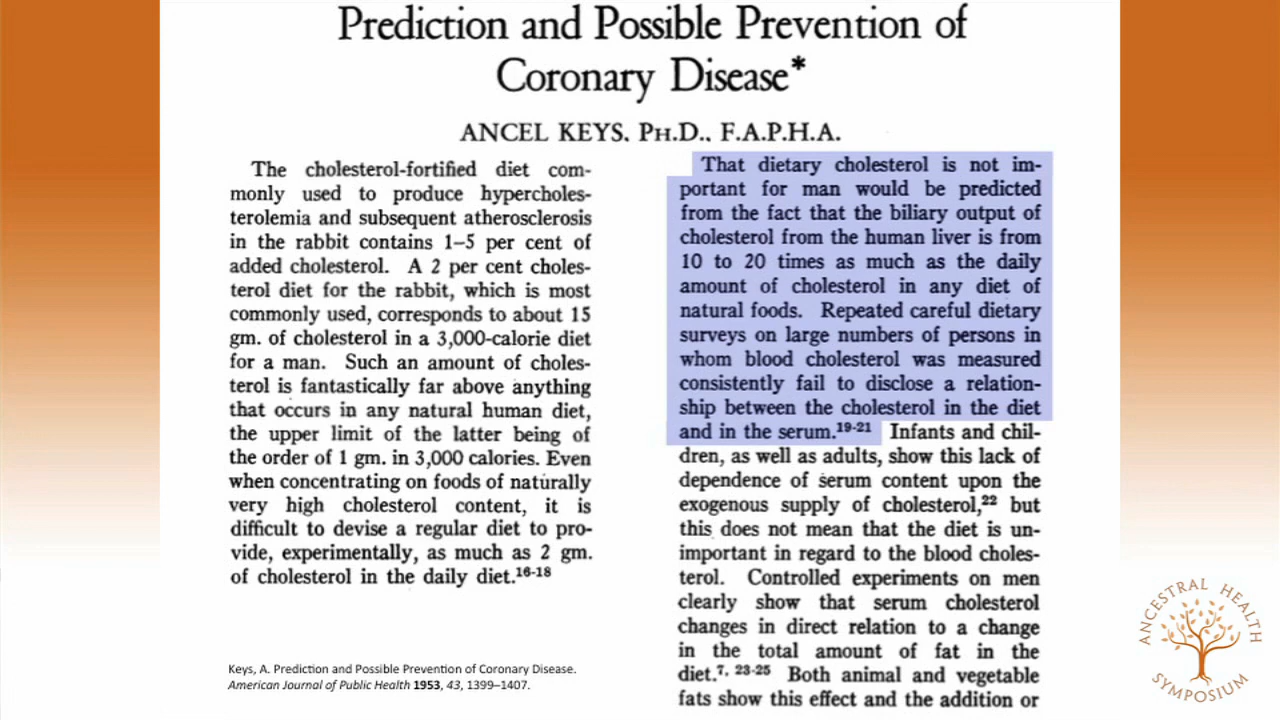 Prediction and Possible Prevention of
Coronary Disease*
ANCEL KEYS, PH.D., F.A.P.H.A.
The cholesterol-fortified diet com-
monly used to produce hypercholes-
terolemia and subsequent atherosclerosis
in the rabbit contains 1–5 per cent of
added cholesterol. A 2 per cent choles-
terol diet for the rabbit, which is most
commonly used, corresponds to about 15
gm. of cholesterol in a 3,000-calorie diet
for a man. Such an amount of choles-
terol is fantastically far above anything
that occurs in any natural human diet,
the upper limit of the latter being of
the order of 1 gm. in 3,000 calories. Even
when concentrating on foods of naturally
very high cholesterol content, it is
difficult to devise a regular diet to pro-
vide, experimentally, as much as 2 gm.
of cholesterol in the daily diet.16-18
That dietary cholesterol is not im-
portant for man would be predicted
from the fact that the biliary output of
cholesterol from the human liver is from
10 to 20 times as much as the daily
amount of cholesterol in any diet of
natural foods. Repeated careful dietary
surveys on large numbers of persons in
whom blood cholesterol was measured
consistently fail to disclose a relation-
ship between the cholesterol in the diet
and in the serum.19-21 Infants and chil-
dren, as well as adults, show this lack of
dependence of serum content upon the
exogenous supply of cholesterol,22 but
this does not mean that the diet is un-
important in regard to the blood choles-
terol. Controlled experiments on men
clearly show that serum cholesterol
changes in direct relation to a change
in the total amount of fat in the
diet.7, 23-25 Both animal and vegetable
fats show this effect and the addition or
Keys, A. Prediction and Possible Prevention of Coronary Disease.
American Journal of Public Health 1953, 43, 1399–1407.
ANCESTRAL HEALTH
SYMPOSIUM